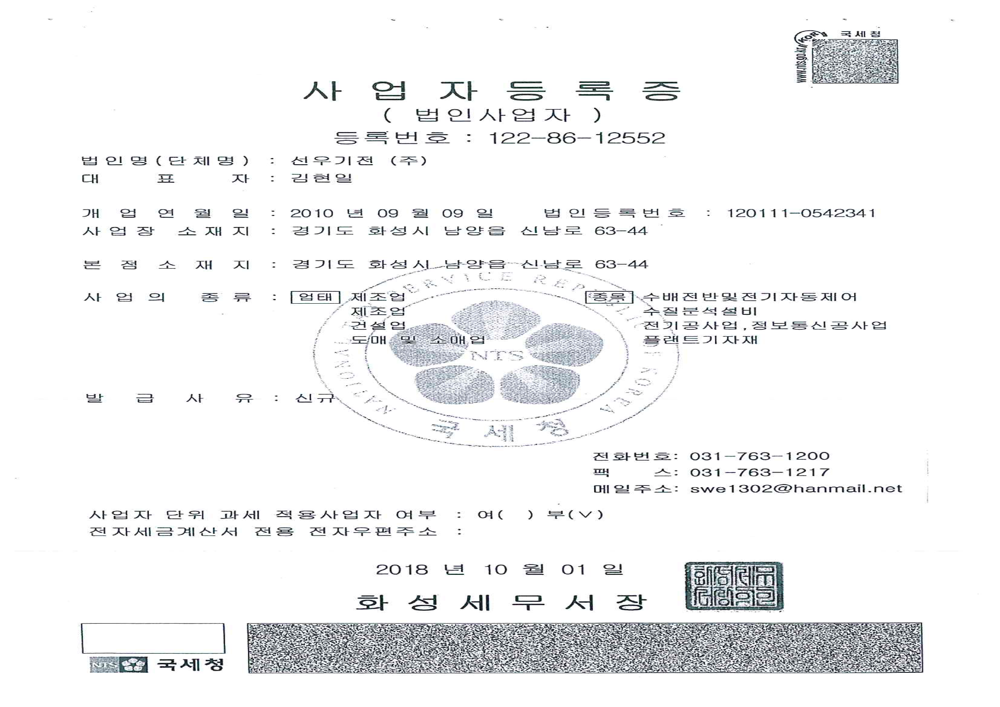 국세청
www.nts.go.kr
KOR
사업자등록증
( 법인사업자 )
등록번호 : 122-86-12552
법인명(단체명) : 선우기전 (주)
대 표 자 : 김현일
개 업 연 월 일 : 2010 년 09 월 09 일 법인등록번호 : 120111-0542341
사업장 소재지 : 경기도 화성시 남양읍 신남로 63-44
본 점 소 재 지 : 경기도 화성시 남양읍 신남로 63-44
사 업 의 종 류 : 업태 제조업 종목 수배전반및전기자동제어
제조업 수질분석설비
건설업 전기공사업,정보통신공사업
도매 및 소매업 플랜트기자재
NATIONAL TAX SERVICE REPUBLIC OF KOREA
NTS
국세청
발 급 사 유 : 신규
전화번호: 031-763-1200
팩 스: 031-763-1217
메일주소: swe1302@hanmail.net
사업자 단위 과세 적용사업자 여부 : 여( ) 부(∨)
전자세금계산서 전용 전자우편주소 :
2018 년 10 월 01 일
화 성 세 무 서 장
NTS 국세청